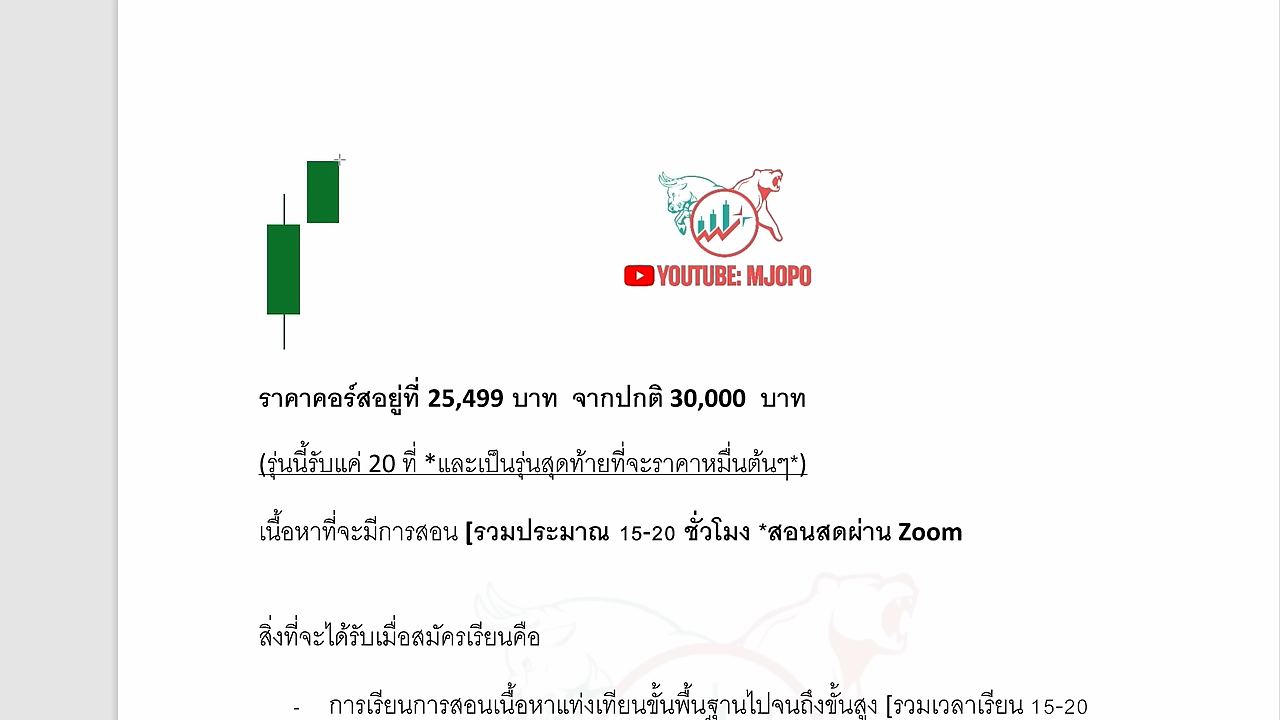 YOUTUBE: MJOPO
ราคาคอร์สอยู่ที่ 25,499 บาท  จากปกติ 30,000  บาท
(รุ่นนี้รับแค่ 20 ที่ *และเป็นรุ่นสุดท้ายที่จะราคาหมื่นต้นๆ*)
เนื้อหาที่จะมีการสอน [รวมประมาณ 15-20 ชั่วโมง *สอนสดผ่าน Zoom
สิ่งที่จะได้รับเมื่อสมัครเรียนคือ
- การเรียนการสอนเนื้อหาแท่งเทียนขั้นพื้นฐานไปจนถึงขั้นสูง [รวมเวลาเรียน 15-20